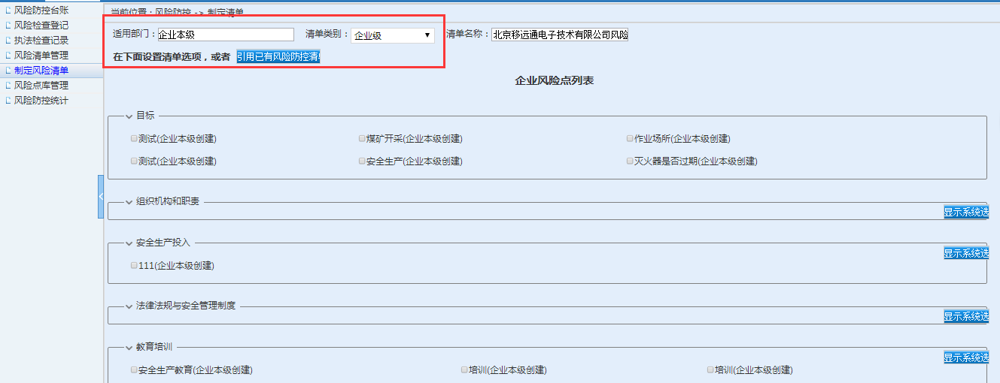 风险防控台账
风险检查登记
执法检查记录
风险清单管理
制定风险清单
风险点库管理
风险防控统计
当前位置：风险防控 -> 制定清单
适用部门：企业本级 清单类别：企业级 清单名称：北京移远通电子技术有限公司风险
在下面设置清单选项，或者 引用已有风险防控清
企业风险点列表
目标
测试(企业本级创建) 煤矿开采(企业本级创建) 作业场所(企业本级创建)
测试(企业本级创建) 安全生产(企业本级创建) 灭火器是否过期(企业本级创建)
组织机构和职责
显示系统选
安全生产投入
显示系统选
111(企业本级创建)
法律法规与安全管理制度
显示系统选
教育培训
显示系统选
安全生产教育(企业本级创建) 培训(企业本级创建) 培训(企业本级创建)